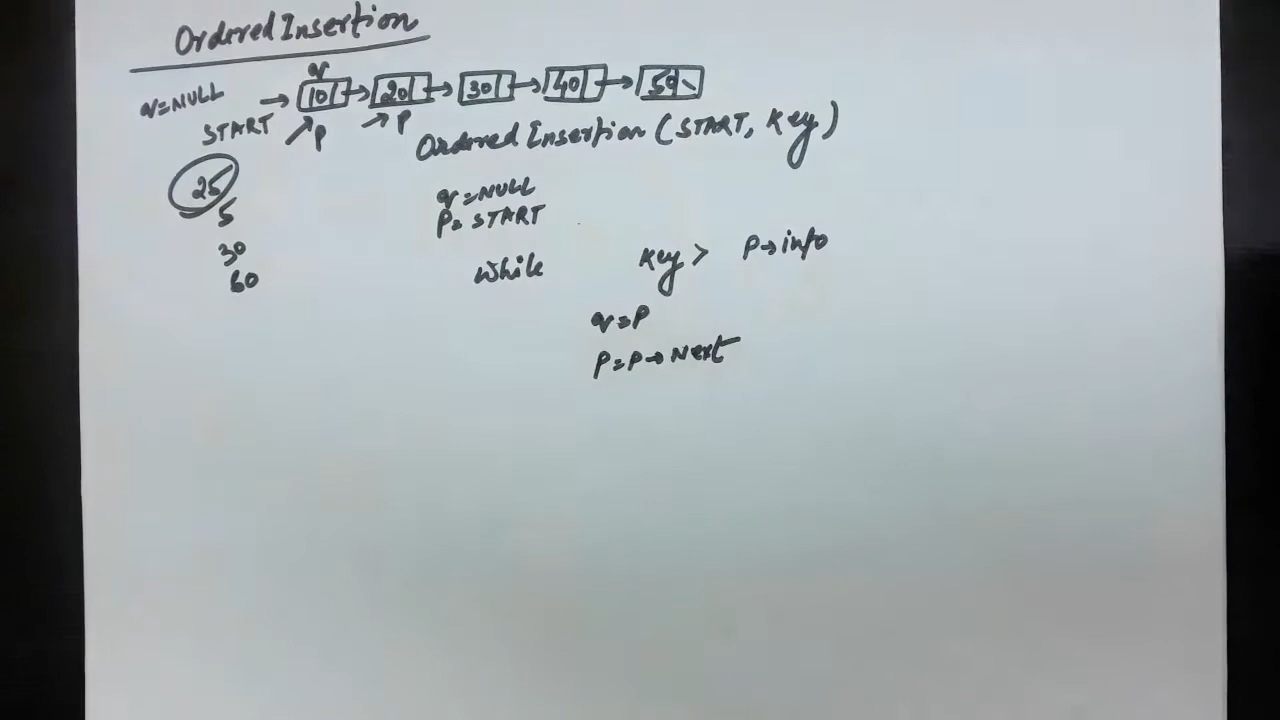 Ordered Insertion
q
q=NULL → 10 → 20 → 30 → 40 → 50
START P P
Ordered Insertion (START, Key)
25
5
30
60
q=NULL
P= START
While Key > P→info
q=P
P=P→Next